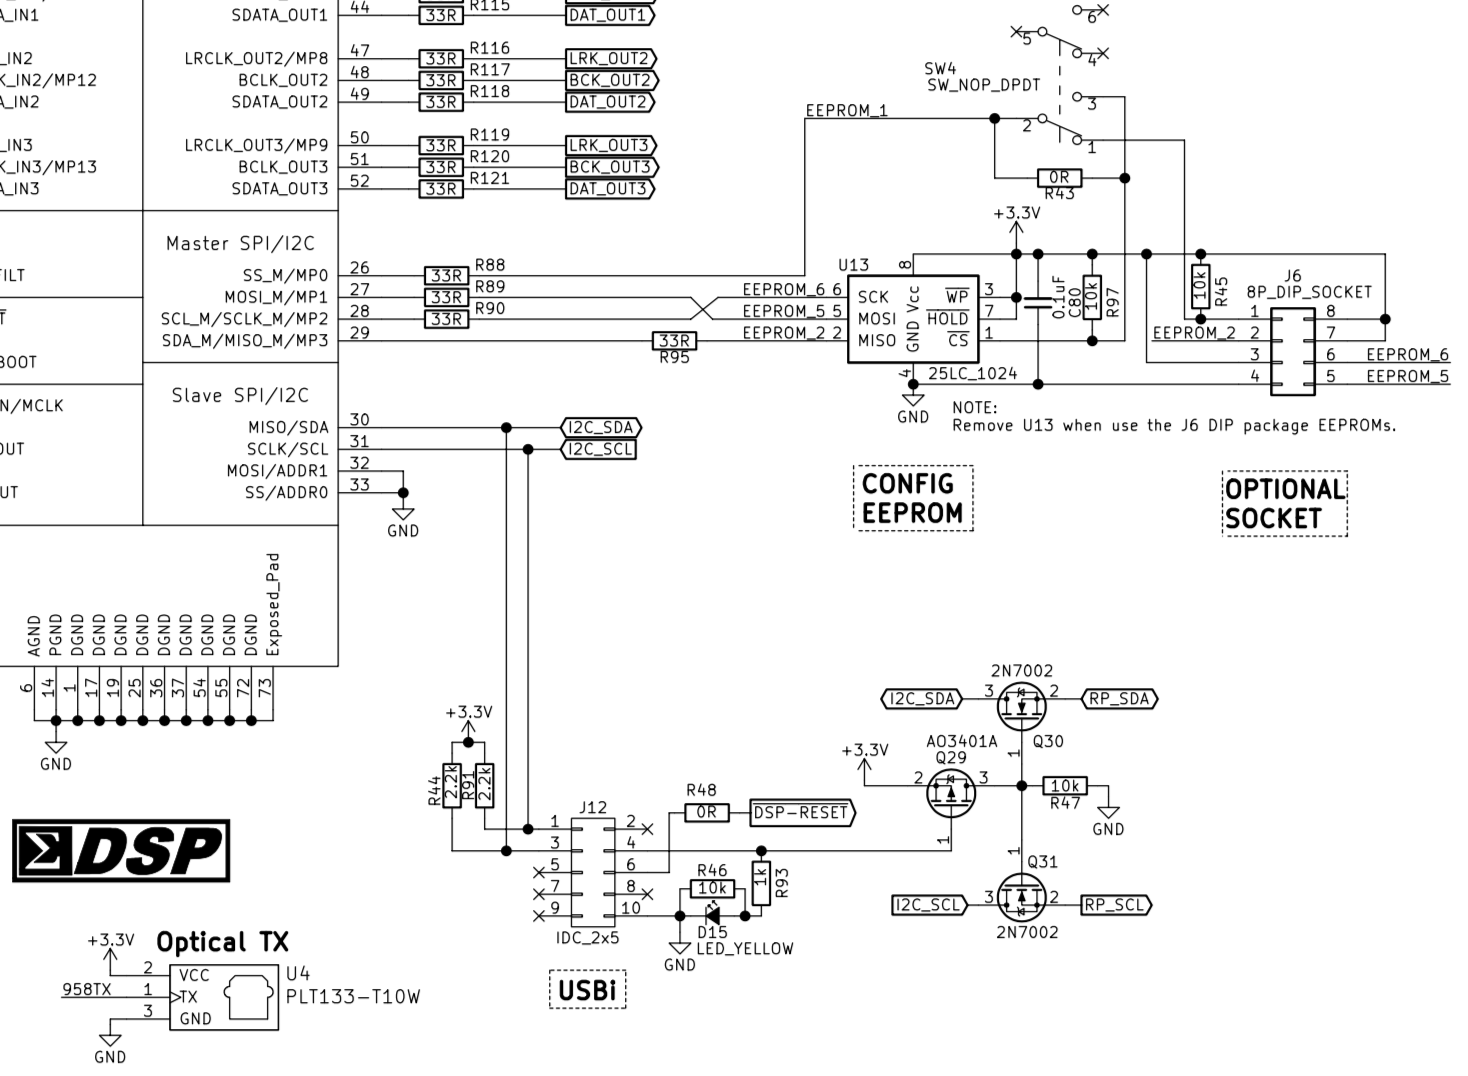 A_IN1
_IN2
K_IN2/MP12
A_IN2
_IN3
K_IN3/MP13
A_IN3
FILT
BOOT
N/MCLK
OUT
UT
SDATA_OUT1 44 33R R115 DAT_OUT1
LRCLK_OUT2/MP8 47 33R R116 LRK_OUT2
BCLK_OUT2 48 33R R117 BCK_OUT2
SDATA_OUT2 49 33R R118 DAT_OUT2
LRCLK_OUT3/MP9 50 33R R119 LRK_OUT3
BCLK_OUT3 51 33R R120 BCK_OUT3
SDATA_OUT3 52 33R R121 DAT_OUT3
Master SPI/I2C
SS_M/MP0 26 33R R88
MOSI_M/MP1 27 33R R89
SCL_M/SCLK_M/MP2 28 33R R90
SDA_M/MISO_M/MP3 29 33R
R95
Slave SPI/I2C
MISO/SDA 30 I2C_SDA
SCLK/SCL 31 I2C_SCL
MOSI/ADDR1 32
SS/ADDR0 33
GND
AGND 6
PGND 14
DGND 1
DGND 17
DGND 19
DGND 25
DGND 36
DGND 37
DGND 54
DGND 55
DGND 72
Exposed_Pad 73
GND
6
5
4
SW4
SW_NOP_DPDT
3
EEPROM_1
2
1
0R
R43
+3.3V
U13
8
EEPROM_6 6 SCK
EEPROM_5 5 MOSI
EEPROM_2 2 MISO
Vcc
GND
WP 3
HOLD 7
CS 1
4
25LC_1024
GND
0.1uF
C80
10k
R97
10k
R45
J6
8P_DIP_SOCKET
1 8
EEPROM_2 2 7
3 6 EEPROM_6
4 5 EEPROM_5
NOTE:
Remove U13 when use the J6 DIP package EEPROMs.
CONFIG
EEPROM
OPTIONAL
SOCKET
+3.3V
R44
2.2k
R91
2.2k
J12
1 2
3 4
5 6
7 8
9 10
IDC_2x5
USBi
R48
0R
DSP-RESET
R46
10k
D15
LED_YELLOW
GND
1k
R93
2N7002
I2C_SDA 3 2 RP_SDA
1
Q30
+3.3V
AO3401A
Q29
2 3
1
10k
R47
GND
1
Q31
I2C_SCL 3 2 RP_SCL
2N7002
ΣDSP
Optical TX
+3.3V
2 VCC
958TX 1 TX
3 GND
U4
PLT133-T10W
GND